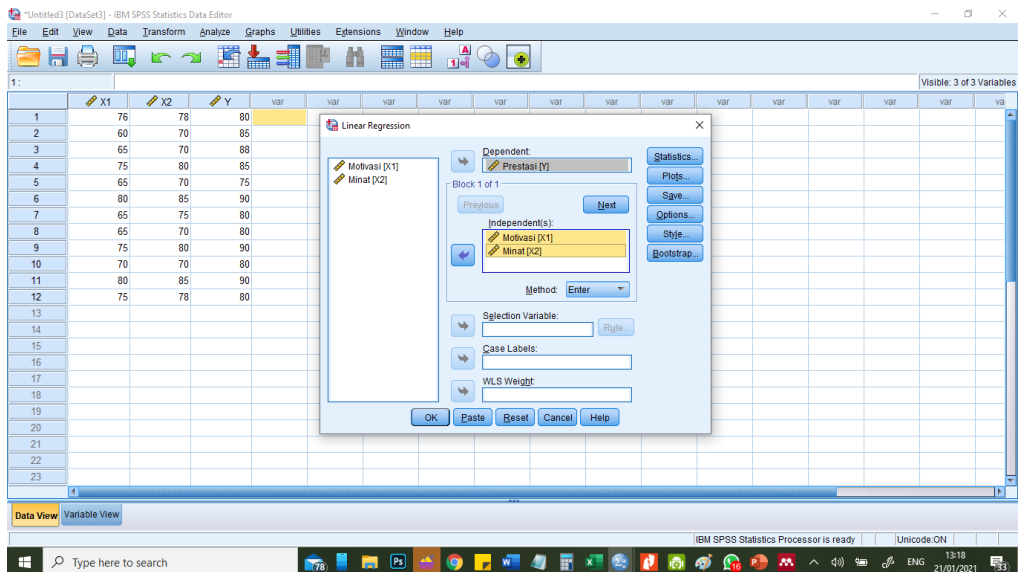 *Untitled3 [DataSet3] - IBM SPSS Statistics Data Editor
File Edit View Data Transform Analyze Graphs Utilities Extensions Window Help
1 :
Visible: 3 of 3 Variables
X1 X2 Y var var var var var var var var var var var var var va
1 76 78 80
2 60 70 85
3 65 70 88
4 75 80 85
5 65 70 75
6 80 85 90
7 65 75 80
8 65 70 80
9 75 80 90
10 70 70 80
11 80 85 90
12 75 78 80
13
14
15
16
17
18
19
20
21
22
23
Linear Regression
Motivasi [X1]
Minat [X2]
Dependent:
Prestasi [Y]
Block 1 of 1
Previous Next
Independent(s):
Motivasi [X1]
Minat [X2]
Method: Enter
Selection Variable:
Rule...
Case Labels:
WLS Weight:
Statistics...
Plots...
Save...
Options...
Style...
Bootstrap...
OK Paste Reset Cancel Help
Data View Variable View
IBM SPSS Statistics Processor is ready Unicode:ON
Type here to search
78
Ps
16
ENG
13:18
21/01/2021
33